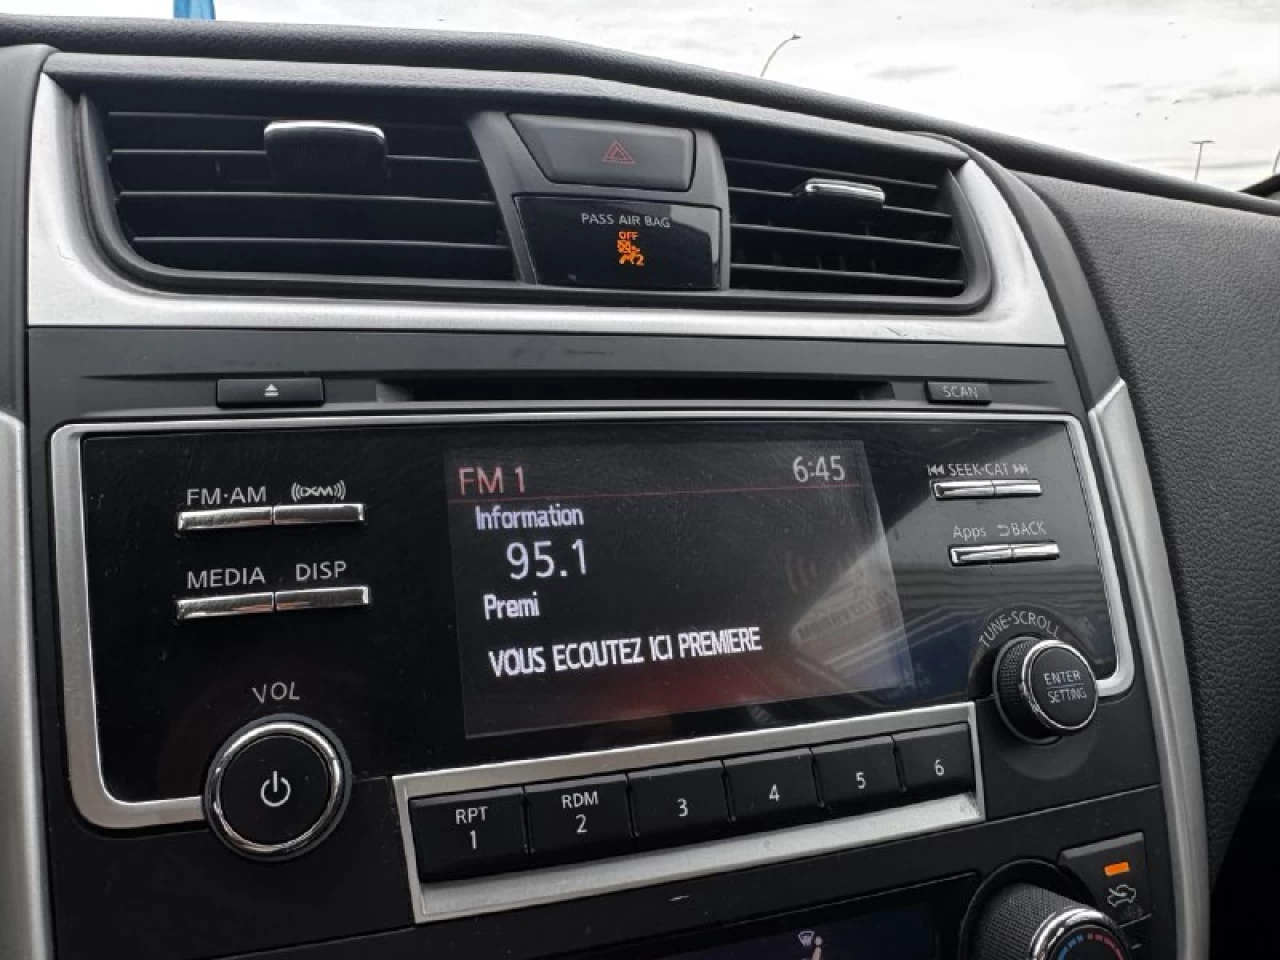 PASS AIR BAG
OFF
2
SCAN
FM·AM ((XM))
SEEK·CAT
MEDIA DISP
Apps BACK
FM 1 6:45
Information
95.1
Premi
VOUS ECOUTEZ ICI PREMIERE
VOL
TUNE·SCROLL
ENTER
SETTING
RPT
1
RDM
2
3
4
5
6